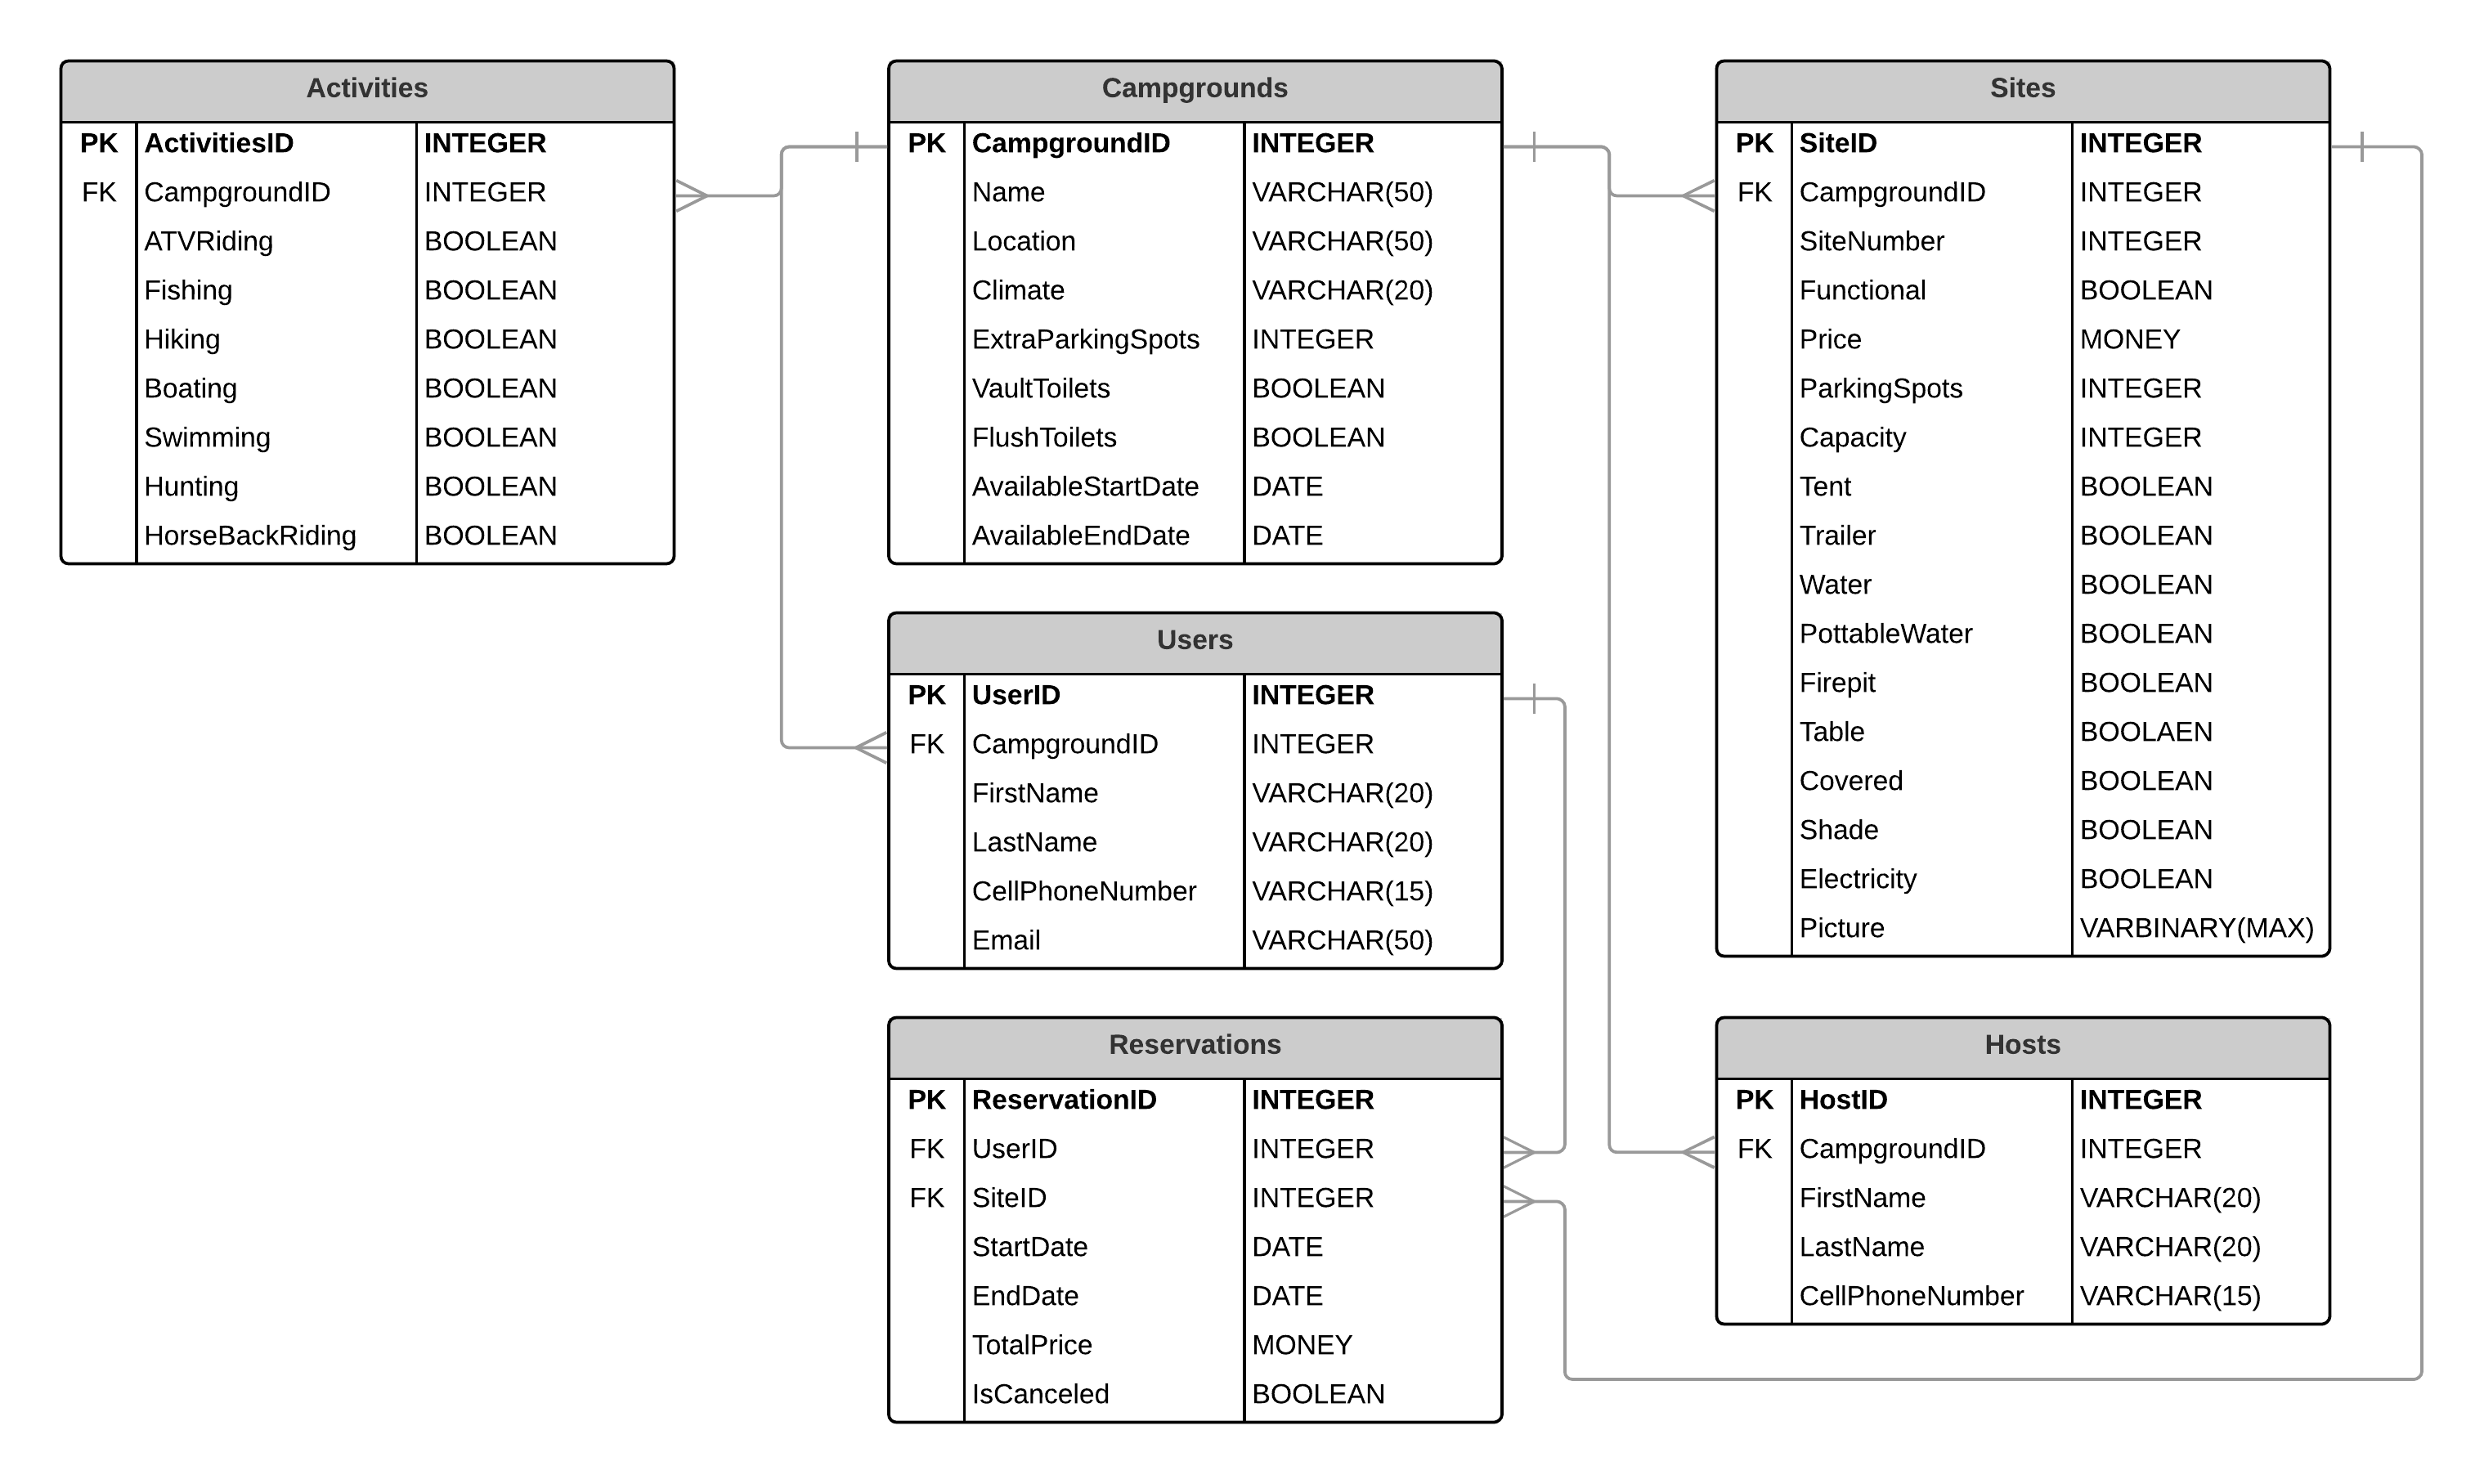 Activities
PK ActivitiesID INTEGER
FK CampgroundID INTEGER
ATVRiding BOOLEAN
Fishing BOOLEAN
Hiking BOOLEAN
Boating BOOLEAN
Swimming BOOLEAN
Hunting BOOLEAN
HorseBackRiding BOOLEAN
Campgrounds
PK CampgroundID INTEGER
Name VARCHAR(50)
Location VARCHAR(50)
Climate VARCHAR(20)
ExtraParkingSpots INTEGER
VaultToilets BOOLEAN
FlushToilets BOOLEAN
AvailableStartDate DATE
AvailableEndDate DATE
Sites
PK SiteID INTEGER
FK CampgroundID INTEGER
SiteNumber INTEGER
Functional BOOLEAN
Price MONEY
ParkingSpots INTEGER
Capacity INTEGER
Tent BOOLEAN
Trailer BOOLEAN
Water BOOLEAN
PottableWater BOOLEAN
Firepit BOOLEAN
Table BOOLAEN
Covered BOOLEAN
Shade BOOLEAN
Electricity BOOLEAN
Picture VARBINARY(MAX)
Users
PK UserID INTEGER
FK CampgroundID INTEGER
FirstName VARCHAR(20)
LastName VARCHAR(20)
CellPhoneNumber VARCHAR(15)
Email VARCHAR(50)
Reservations
PK ReservationID INTEGER
FK UserID INTEGER
FK SiteID INTEGER
StartDate DATE
EndDate DATE
TotalPrice MONEY
IsCanceled BOOLEAN
Hosts
PK HostID INTEGER
FK CampgroundID INTEGER
FirstName VARCHAR(20)
LastName VARCHAR(20)
CellPhoneNumber VARCHAR(15)